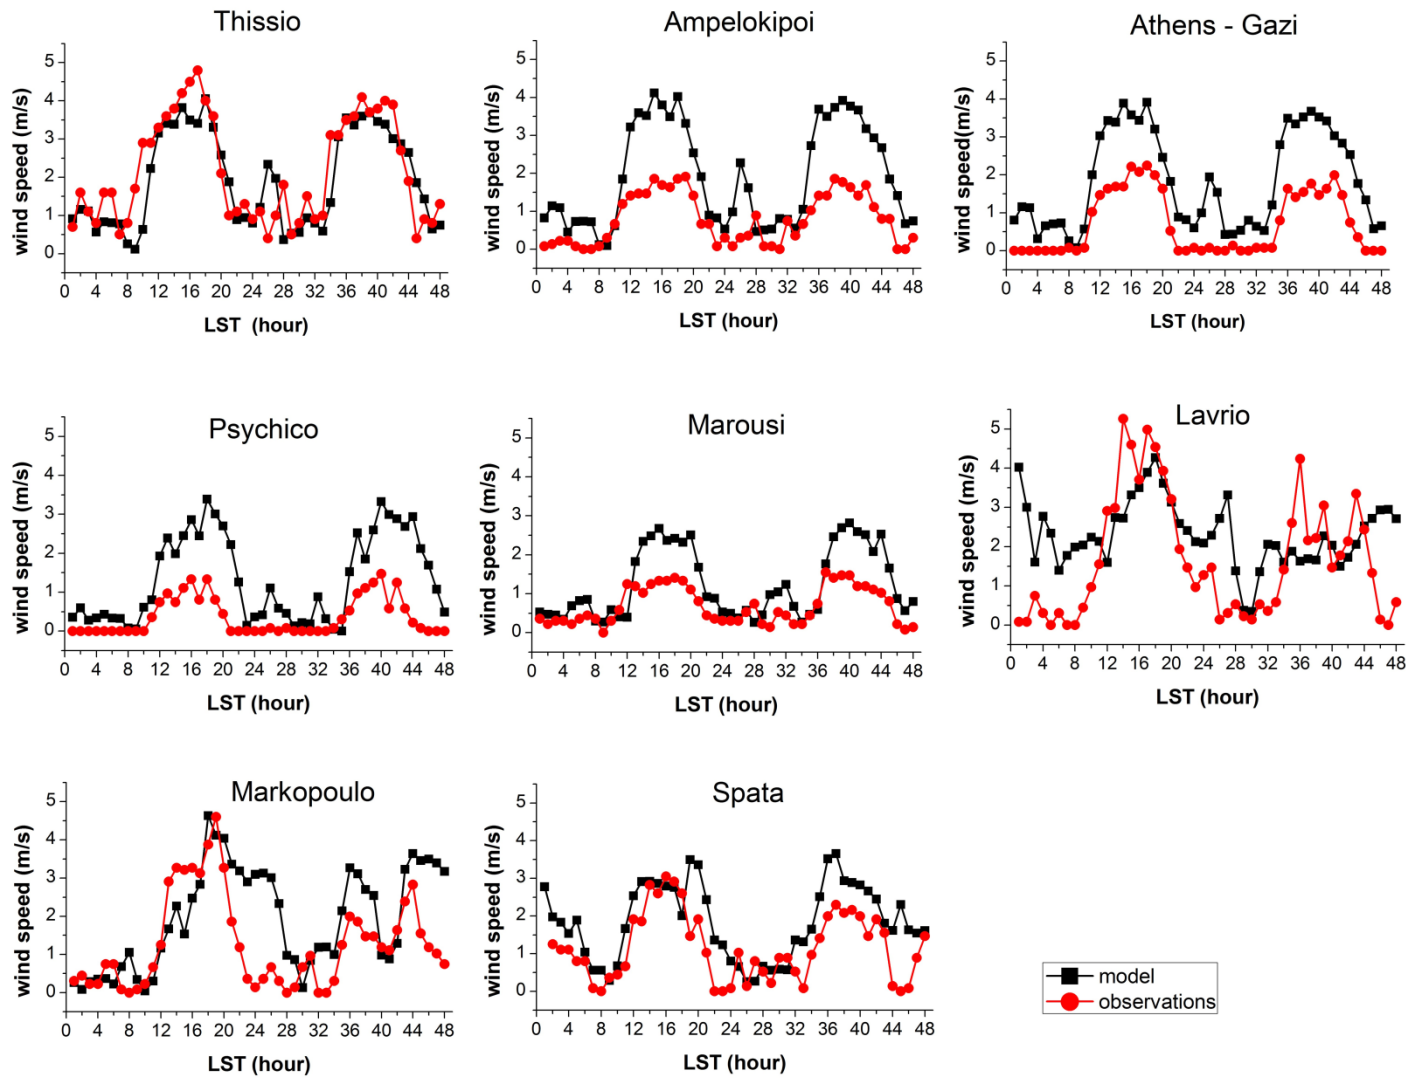 Thissio
wind speed (m/s)
5
4
3
2
1
0
0 4 8 12 16 20 24 28 32 36 40 44 48
LST (hour)
Ampelokipoi
wind speed (m/s)
5
4
3
2
1
0
0 4 8 12 16 20 24 28 32 36 40 44 48
LST (hour)
Athens - Gazi
wind speed(m/s)
5
4
3
2
1
0
0 4 8 12 16 20 24 28 32 36 40 44 48
LST (hour)
Psychico
wind speed (m/s)
5
4
3
2
1
0
0 4 8 12 16 20 24 28 32 36 40 44 48
LST (hour)
Marousi
wind speed (m/s)
5
4
3
2
1
0
0 4 8 12 16 20 24 28 32 36 40 44 48
LST (hour)
Lavrio
wind speed (m/s)
5
4
3
2
1
0
0 4 8 12 16 20 24 28 32 36 40 44 48
LST (hour)
Markopoulo
wind speed (m/s)
5
4
3
2
1
0
0 4 8 12 16 20 24 28 32 36 40 44 48
LST (hour)
Spata
wind speed (m/s)
5
4
3
2
1
0
0 4 8 12 16 20 24 28 32 36 40 44 48
LST (hour)
model
observations